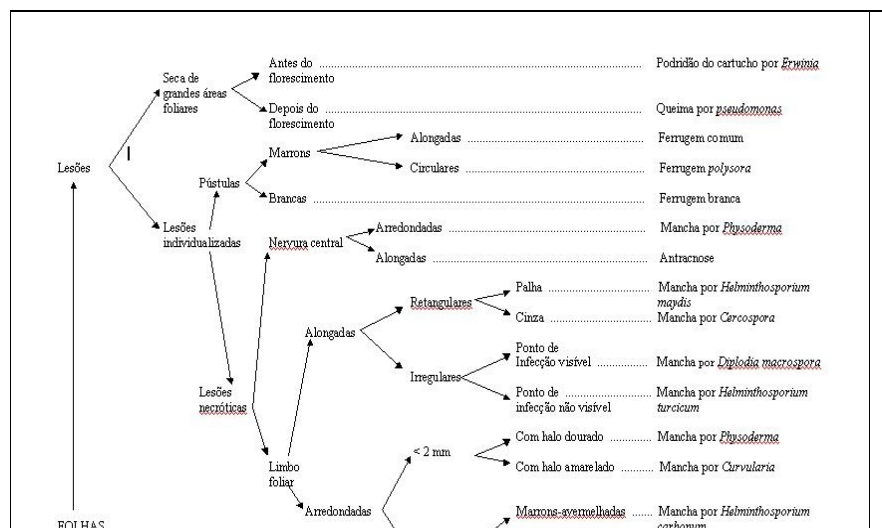 Antes do florescimento ........ Podridão do cartucho por Erwinia
Seca de grandes áreas foliares
Depois do florescimento ........ Queima por pseudomonas
Lesões
Alongadas ........ Ferrugem comum
Marrons
Circulares ........ Ferrugem polysora
Pústulas
Brancas ........ Ferrugem branca
Lesões individualizadas
Arredondadas ........ Mancha por Physoderma
Nervura central
Alongadas ........ Antracnose
Palha ........ Mancha por Helminthosporium maydis
Retangulares
Cinza ........ Mancha por Cercospora
Alongadas
Ponto de Infecção visível ........ Mancha por Diplodia macrospora
Irregulares
Lesões necróticas
Ponto de infecção não visível ........ Mancha por Helminthosporium turcicum
Com halo dourado ........ Mancha por Physoderma
< 2 mm
Com halo amarelado ........ Mancha por Curvularia
Limbo foliar
Arredondadas
Marrons-avermelhadas ...... Mancha por Helminthosporium carbonum
FOLHAS